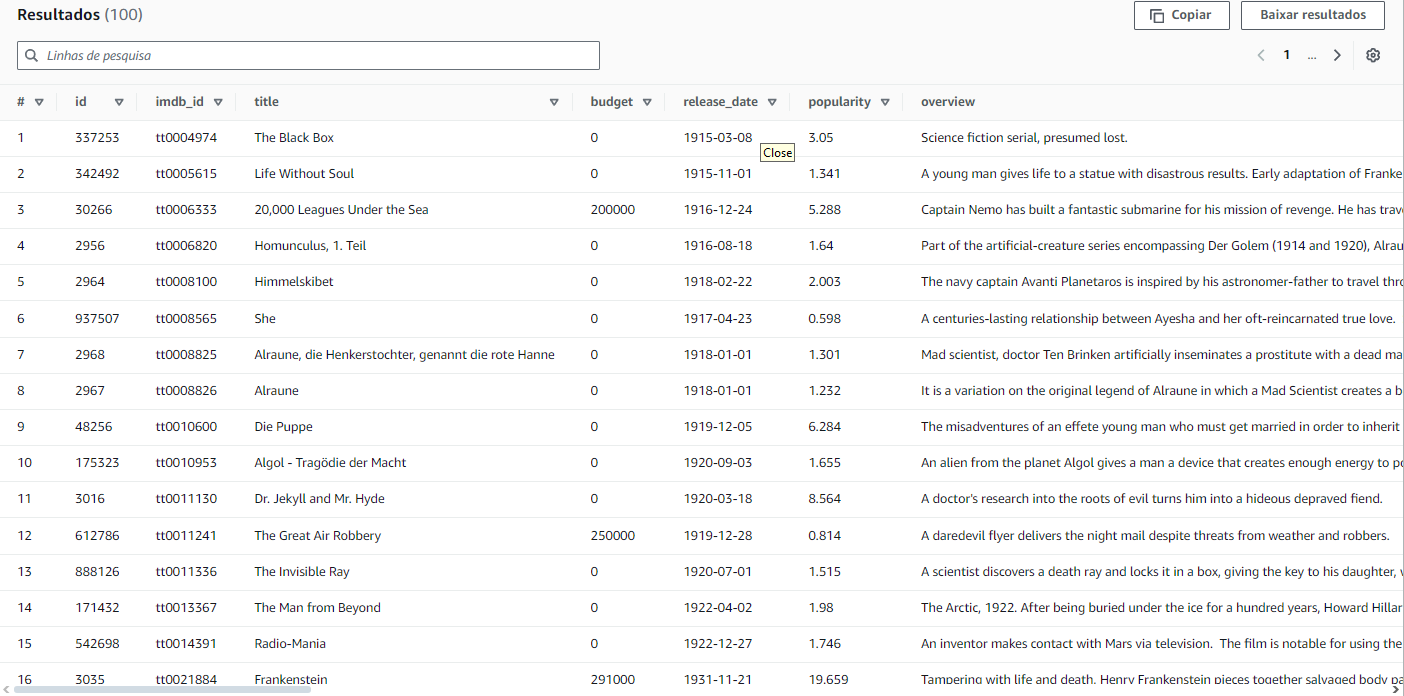 Resultados (100)
Copiar
Baixar resultados
Linhas de pesquisa
1 ...
# id imdb_id title budget release_date popularity overview
1 337253 tt0004974 The Black Box 0 1915-03-08 3.05 Science fiction serial, presumed lost.
Close
2 342492 tt0005615 Life Without Soul 0 1915-11-01 1.341 A young man gives life to a statue with disastrous results. Early adaptation of Franke
3 30266 tt0006333 20,000 Leagues Under the Sea 200000 1916-12-24 5.288 Captain Nemo has built a fantastic submarine for his mission of revenge. He has trav
4 2956 tt0006820 Homunculus, 1. Teil 0 1916-08-18 1.64 Part of the artificial-creature series encompassing Der Golem (1914 and 1920), Alrau
5 2964 tt0008100 Himmelskibet 0 1918-02-22 2.003 The navy captain Avanti Planetaros is inspired by his astronomer-father to travel thro
6 937507 tt0008565 She 0 1917-04-23 0.598 A centuries-lasting relationship between Ayesha and her oft-reincarnated true love.
7 2968 tt0008825 Alraune, die Henkerstochter, genannt die rote Hanne 0 1918-01-01 1.301 Mad scientist, doctor Ten Brinken artificially inseminates a prostitute with a dead ma
8 2967 tt0008826 Alraune 0 1918-01-01 1.232 It is a variation on the original legend of Alraune in which a Mad Scientist creates a b
9 48256 tt0010600 Die Puppe 0 1919-12-05 6.284 The misadventures of an effete young man who must get married in order to inherit
10 175323 tt0010953 Algol - Tragödie der Macht 0 1920-09-03 1.655 An alien from the planet Algol gives a man a device that creates enough energy to po
11 3016 tt0011130 Dr. Jekyll and Mr. Hyde 0 1920-03-18 8.564 A doctor's research into the roots of evil turns him into a hideous depraved fiend.
12 612786 tt0011241 The Great Air Robbery 250000 1919-12-28 0.814 A daredevil flyer delivers the night mail despite threats from weather and robbers.
13 888126 tt0011336 The Invisible Ray 0 1920-07-01 1.515 A scientist discovers a death ray and locks it in a box, giving the key to his daughter,
14 171432 tt0013367 The Man from Beyond 0 1922-04-02 1.98 The Arctic, 1922. After being buried under the ice for a hundred years, Howard Hillar
15 542698 tt0014391 Radio-Mania 0 1922-12-27 1.746 An inventor makes contact with Mars via television. The film is notable for using the
16 3035 tt0021884 Frankenstein 291000 1931-11-21 19.659 Tampering with life and death, Henry Frankenstein pieces together salvaged body pa